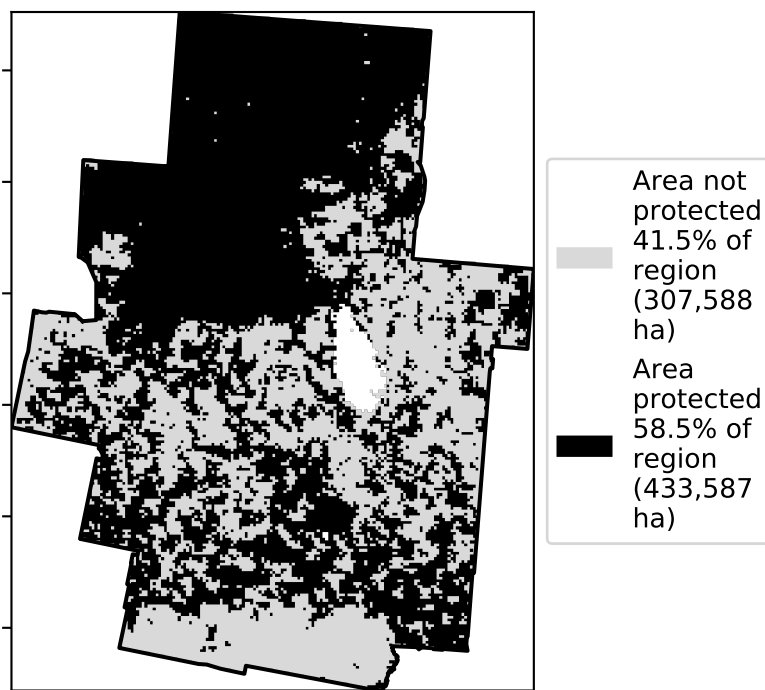 Area not
protected
41.5% of
region
(307,588
ha)
Area
protected
58.5% of
region
(433,587
ha)